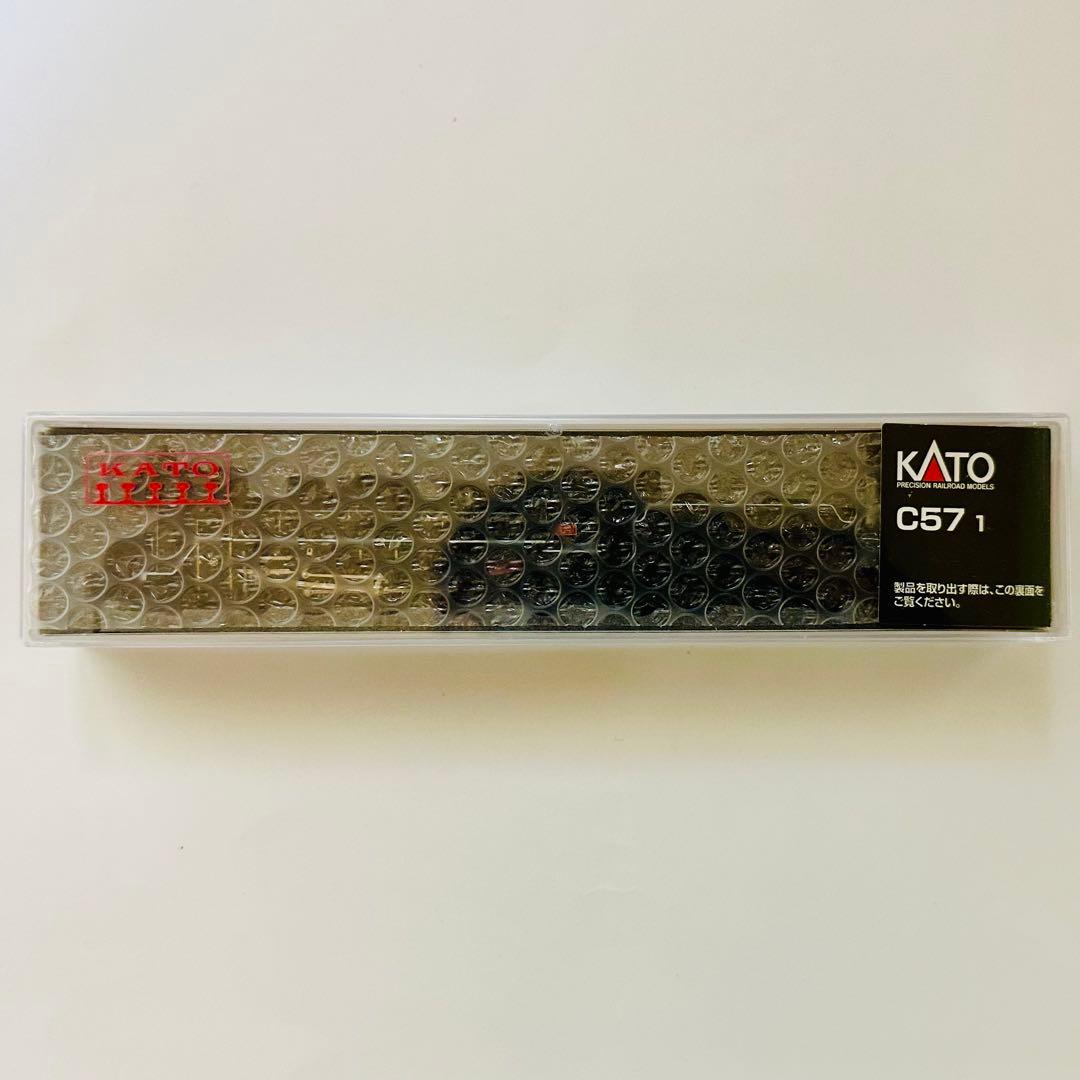 KATO
KATO
PRECISION RAILROAD MODELS
C57 1
製品を取り出す際は、この裏面を
ご覧ください。